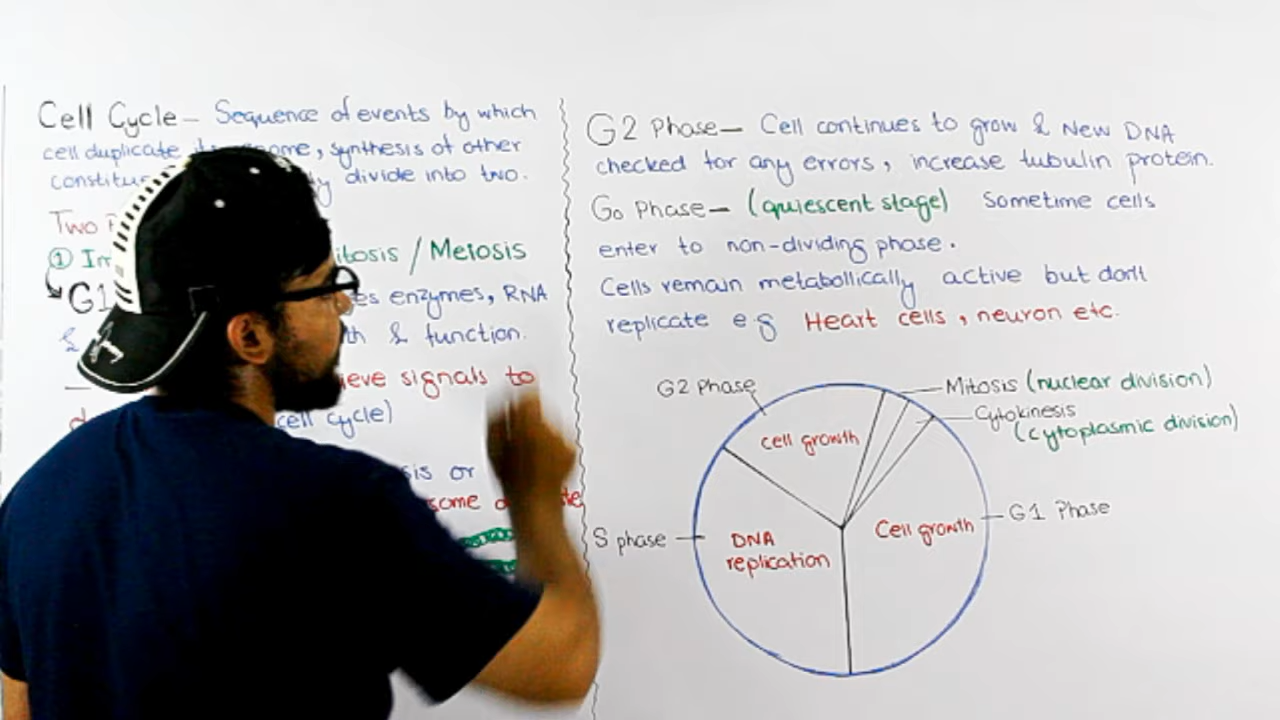 Cell Cycle – Sequence of events by which
cell duplicate ome, synthesis of other
divide into two.
Two
① In itosis / Meiosis
G1 es enzymes, RNA
& th & function.
ieve signals to
cell cycle)
sis or
some
G2 Phase – Cell continues to grow & New DNA
checked for any errors, increase tubulin protein.
Go Phase – (quiescent stage) Sometime cells
enter to non-dividing phase.
Cells remain metabollically active but don't
replicate e.g Heart cells, neuron etc.
G2 Phase
Mitosis (nuclear division)
Cytokinesis
(cytoplasmic division)
cell growth
G1 Phase
Cell growth
S phase
DNA
replication